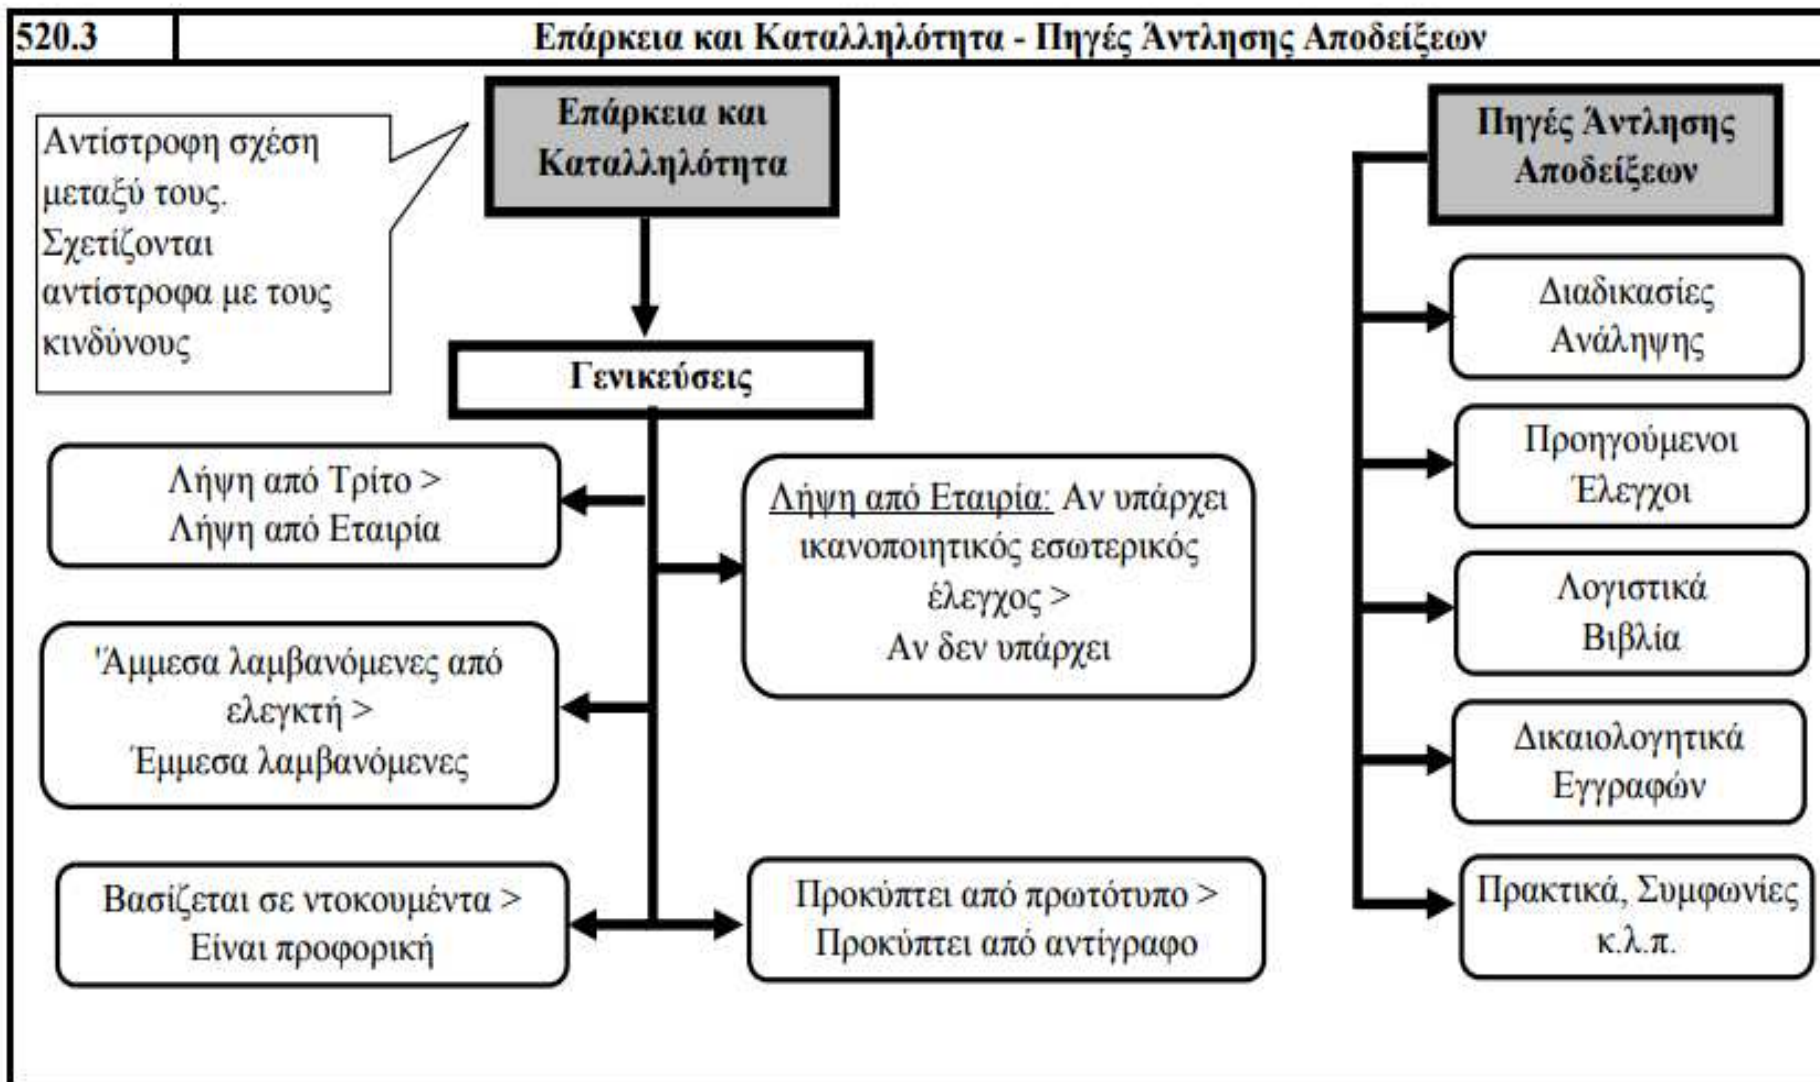 520.3
Επάρκεια και Καταλληλότητα - Πηγές Άντλησης Αποδείξεων
Αντίστροφη σχέση
μεταξύ τους.
Σχετίζονται
αντίστροφα με τους
κινδύνους
Επάρκεια και
Καταλληλότητα
Γενικεύσεις
Λήψη από Τρίτο >
Λήψη από Εταιρία
Λήψη από Εταιρία: Αν υπάρχει
ικανοποιητικός εσωτερικός
έλεγχος >
Αν δεν υπάρχει
'Άμμεσα λαμβανόμενες από
ελεγκτή >
Έμμεσα λαμβανόμενες
Βασίζεται σε ντοκουμέντα >
Είναι προφορική
Προκύπτει από πρωτότυπο >
Προκύπτει από αντίγραφο
Πηγές Άντλησης
Αποδείξεων
Διαδικασίες
Ανάληψης
Προηγούμενοι
Έλεγχοι
Λογιστικά
Βιβλία
Δικαιολογητικά
Εγγραφών
Πρακτικά, Συμφωνίες
κ.λ.π.